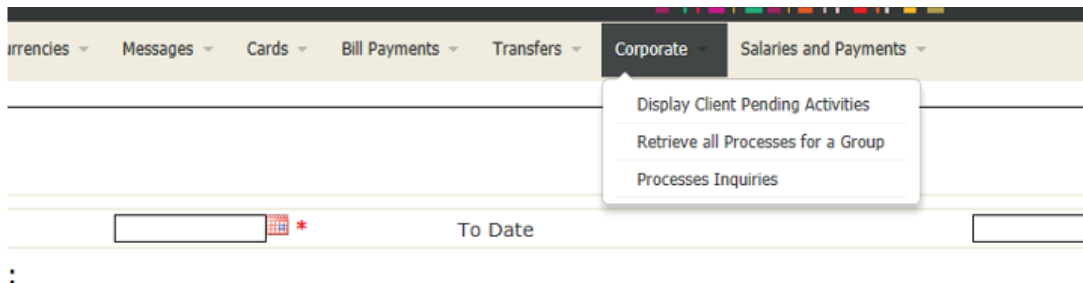 Messages Cards Bill Payments Transfers Corporate Salaries and Payments
Display Client Pending Activities
Retrieve all Processes for a Group
Processes Inquiries
* To Date
: